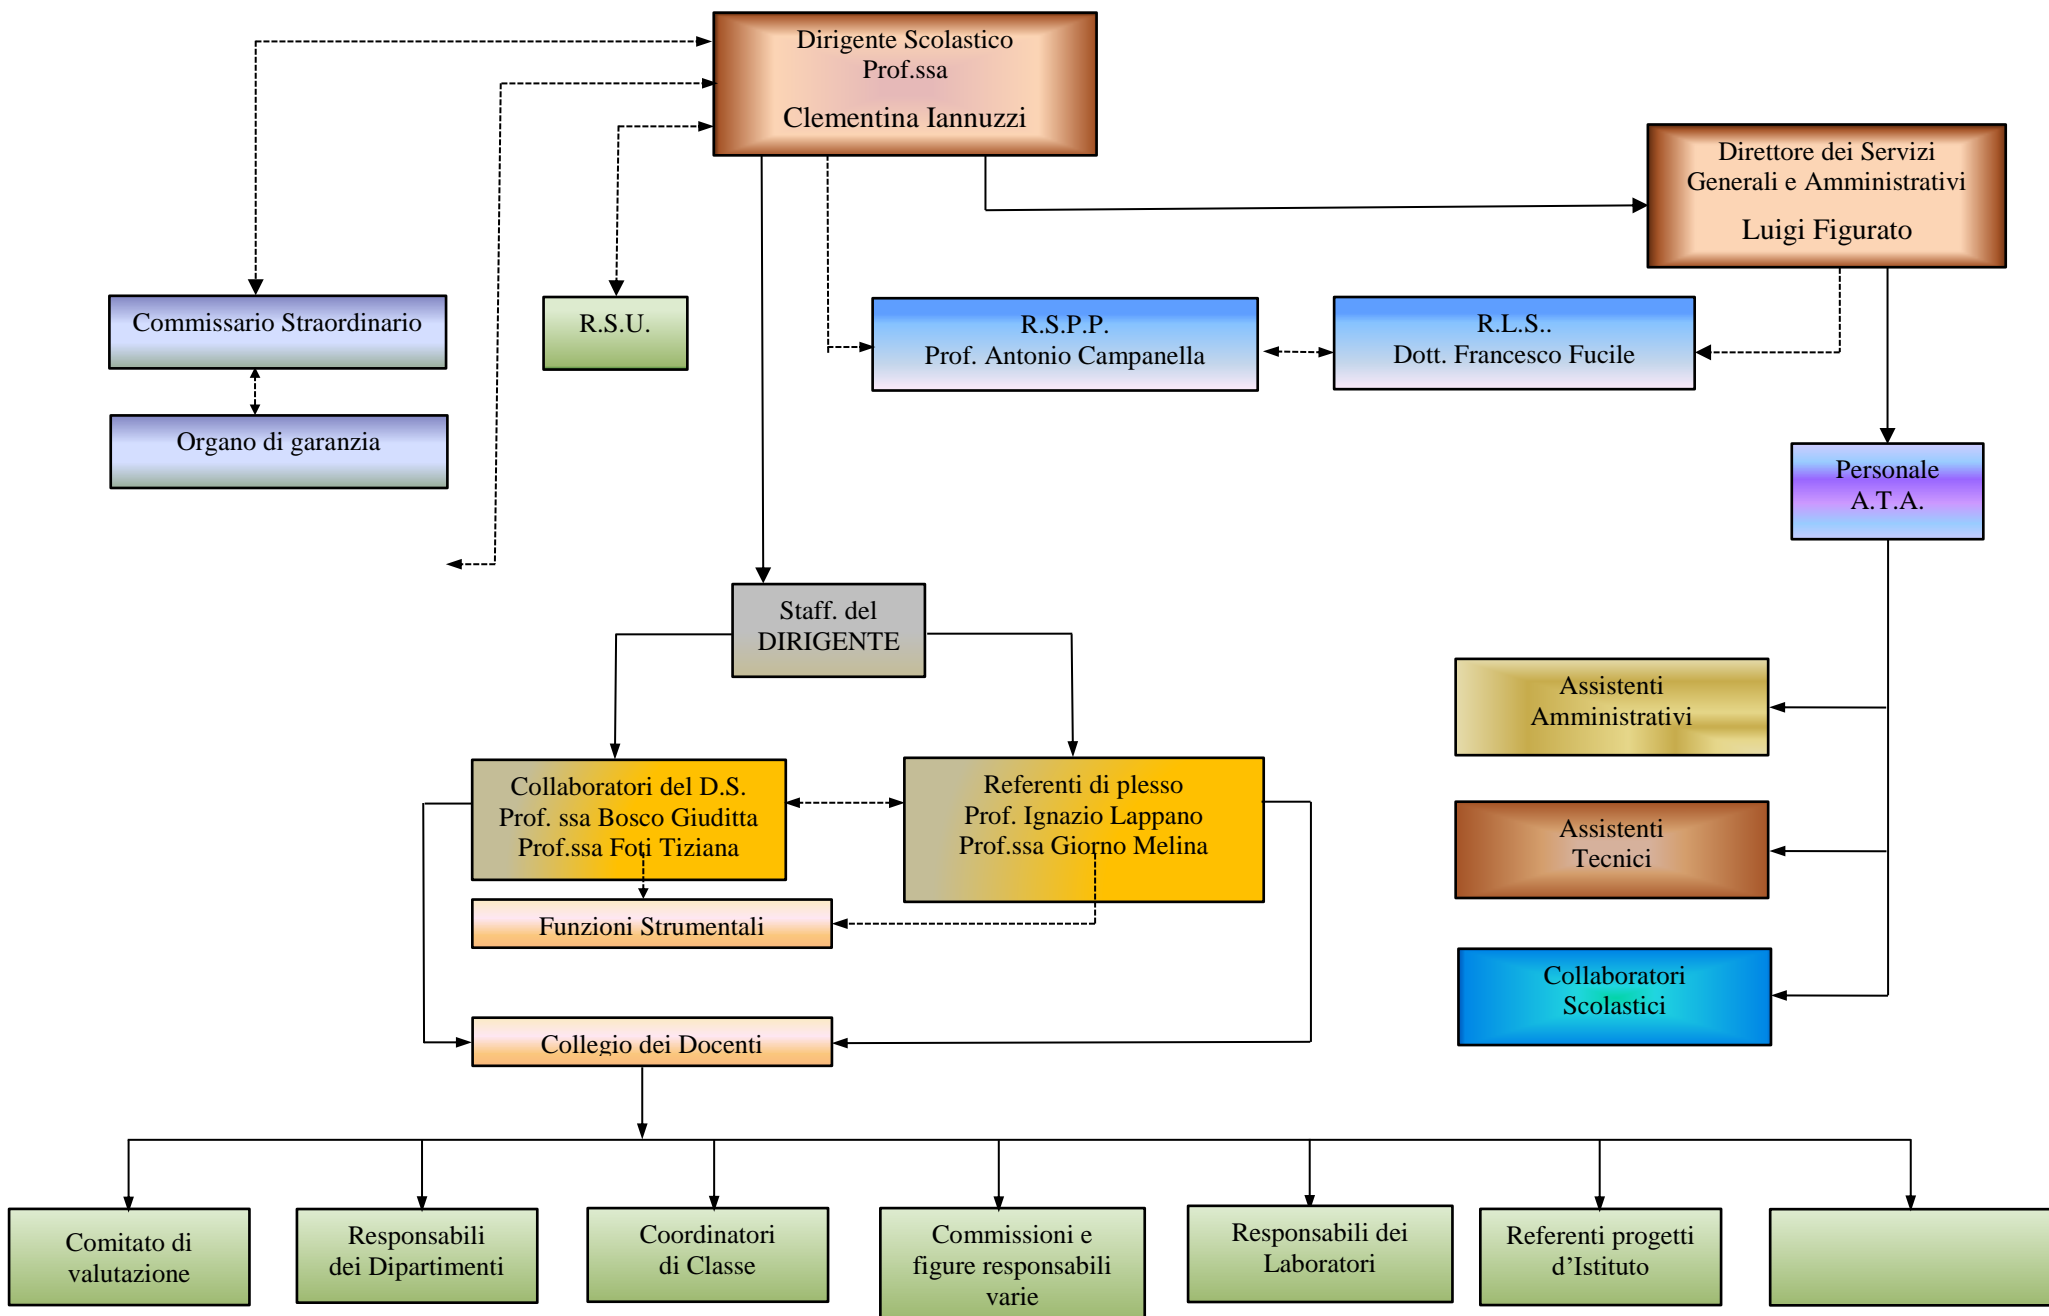 Dirigente Scolastico
Prof.ssa
Clementina Iannuzzi
Direttore dei Servizi
Generali e Amministrativi
Luigi Figurato
Commissario Straordinario
R.S.U.
R.S.P.P.
Prof. Antonio Campanella
R.L.S..
Dott. Francesco Fucile
Organo di garanzia
Personale
A.T.A.
Staff. del
DIRIGENTE
Assistenti
Amministrativi
Collaboratori del D.S.
Prof. ssa Bosco Giuditta
Prof.ssa Foti Tiziana
Referenti di plesso
Prof. Ignazio Lappano
Prof.ssa Giorno Melina
Assistenti
Tecnici
Funzioni Strumentali
Collaboratori
Scolastici
Collegio dei Docenti
Comitato di
valutazione
Responsabili
dei Dipartimenti
Coordinatori
di Classe
Commissioni e
figure responsabili
varie
Responsabili dei
Laboratori
Referenti progetti
d’Istituto